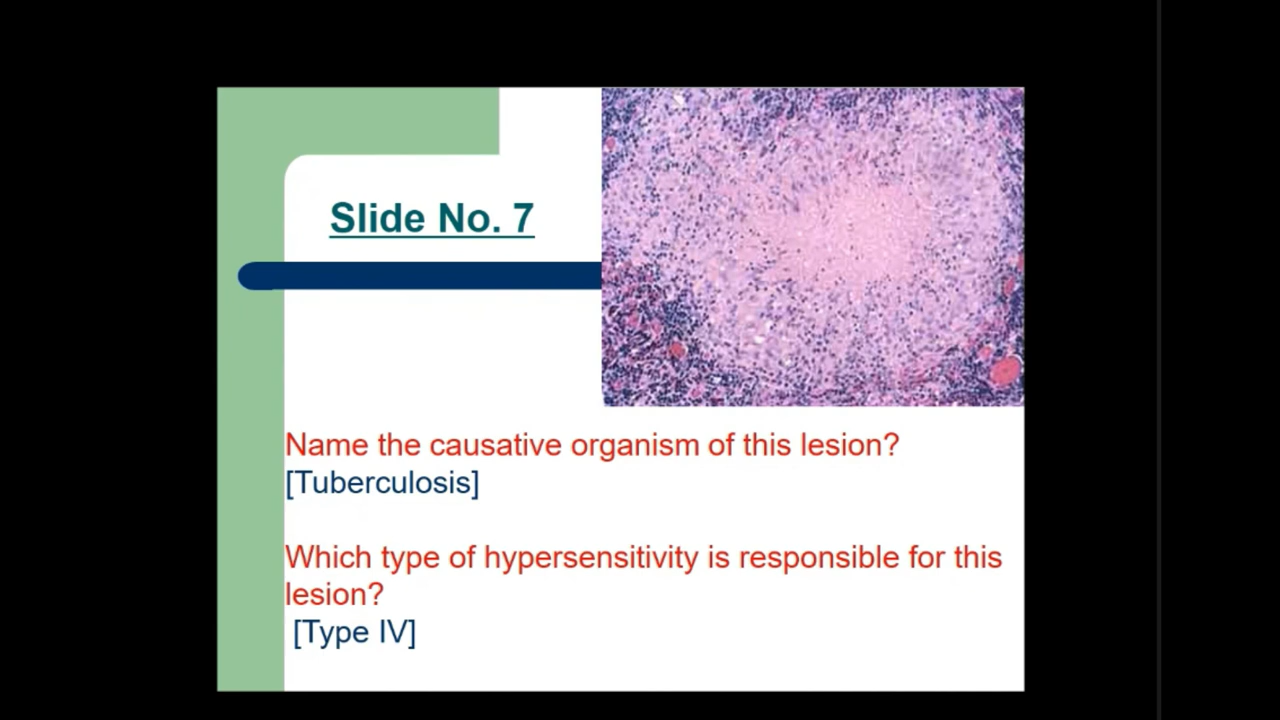 Slide No. 7
Name the causative organism of this lesion?
[Tuberculosis]
Which type of hypersensitivity is responsible for this
lesion?
[Type IV]